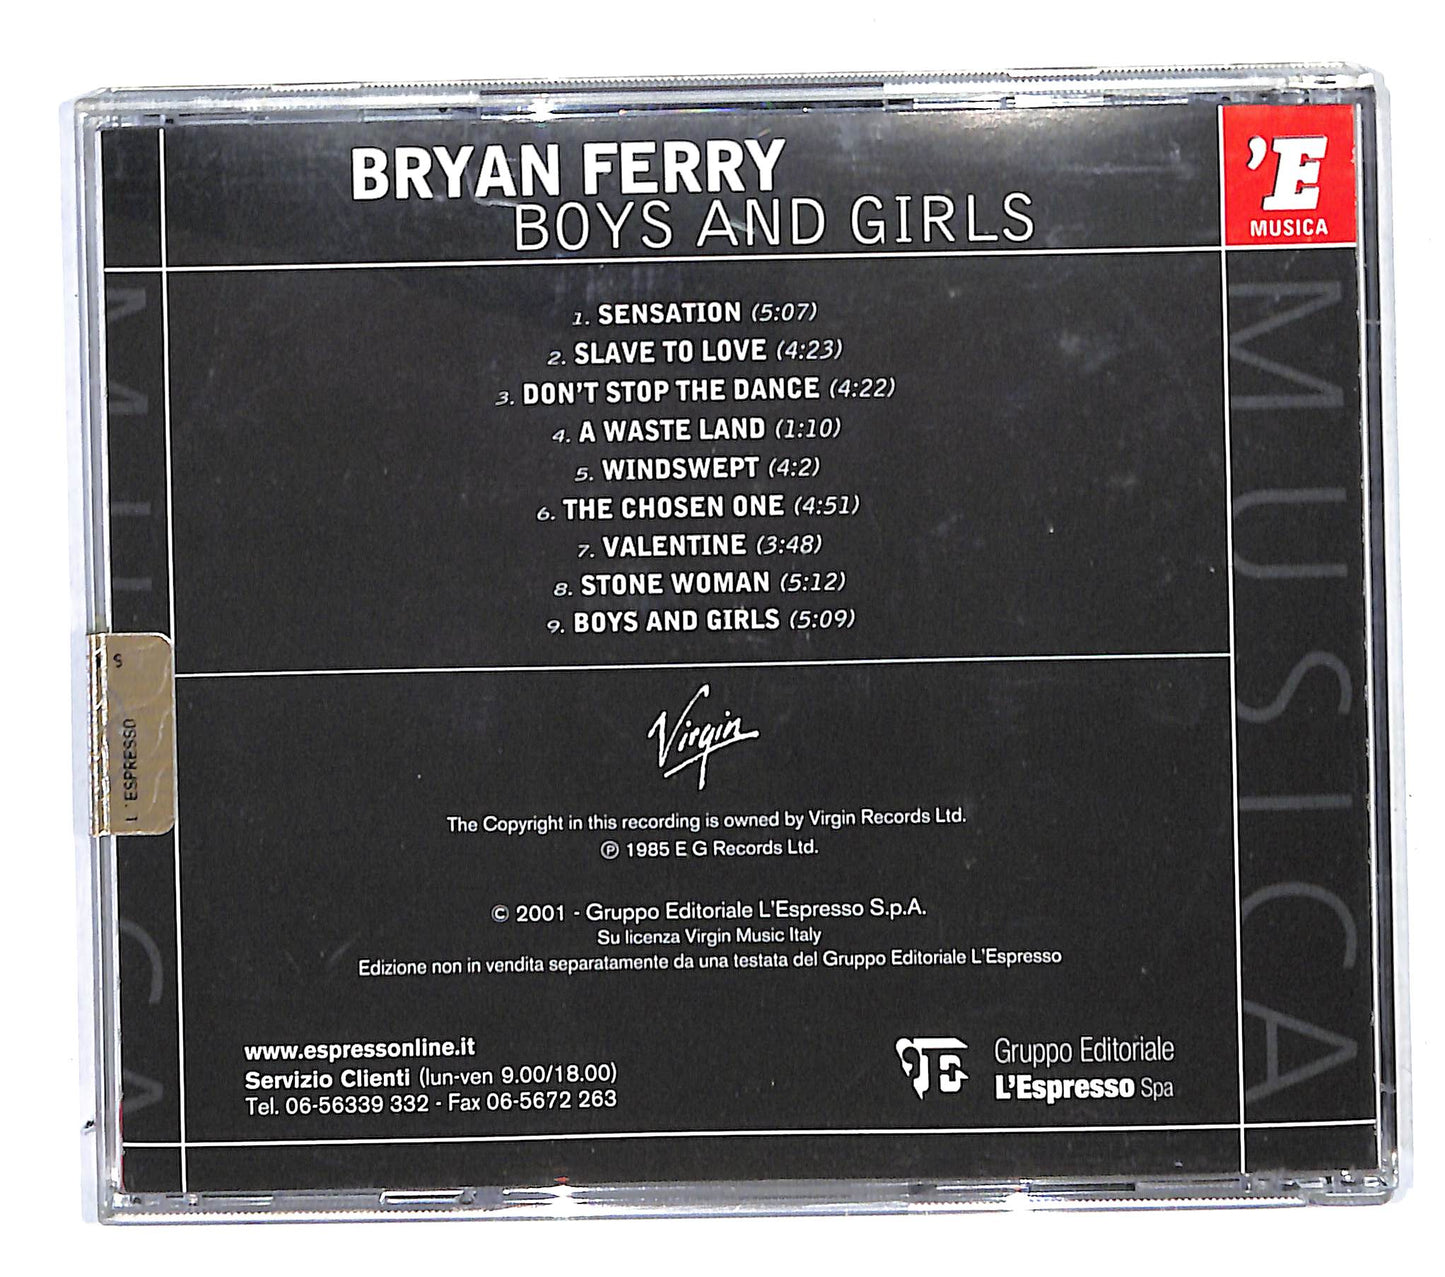 BRYAN FERRY
BOYS AND GIRLS
'E
MUSICA
1. SENSATION (5:07)
2. SLAVE TO LOVE (4:23)
3. DON'T STOP THE DANCE (4:22)
4. A WASTE LAND (1:10)
5. WINDSWEPT (4:2)
6. THE CHOSEN ONE (4:51)
7. VALENTINE (3:48)
8. STONE WOMAN (5:12)
9. BOYS AND GIRLS (5:09)
MUSICA
MUSICA
S
L'ESPRESSO
Virgin
The Copyright in this recording is owned by Virgin Records Ltd.
℗ 1985 E G Records Ltd.
© 2001 - Gruppo Editoriale L'Espresso S.p.A.
Su licenza Virgin Music Italy
Edizione non in vendita separatamente da una testata del Gruppo Editoriale L'Espresso
www.espressonline.it
Servizio Clienti (lun-ven 9.00/18.00)
Tel. 06-56339 332 - Fax 06-5672 263
Gruppo Editoriale
L'Espresso Spa